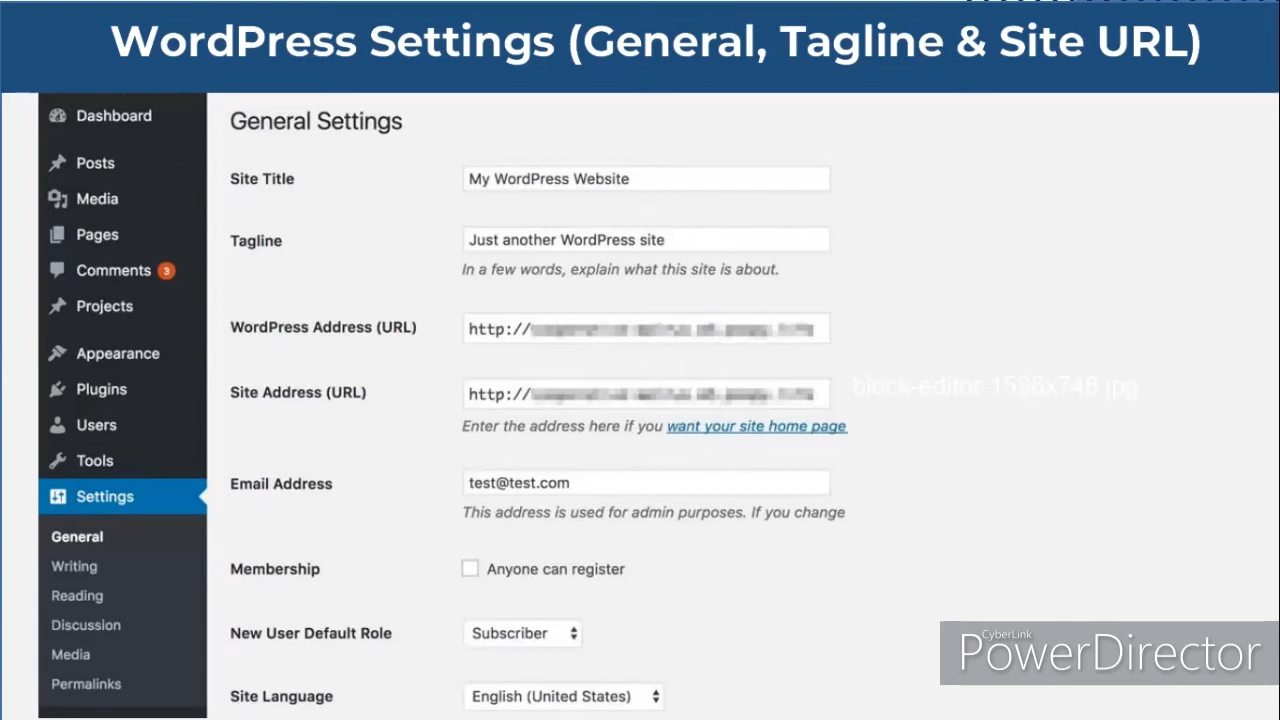 WordPress Settings (General, Tagline & Site URL)
Dashboard
Posts
Media
Pages
Comments 3
Projects
Appearance
Plugins
Users
Tools
Settings
General
Writing
Reading
Discussion
Media
Permalinks
General Settings
Site Title My WordPress Website
Tagline Just another WordPress site
In a few words, explain what this site is about.
WordPress Address (URL) http://
Site Address (URL) http://
block-editor-1536x748.jpg
Enter the address here if you want your site home page
Email Address test@test.com
This address is used for admin purposes. If you change
Membership Anyone can register
New User Default Role Subscriber
Site Language English (United States)
CyberLink
PowerDirector